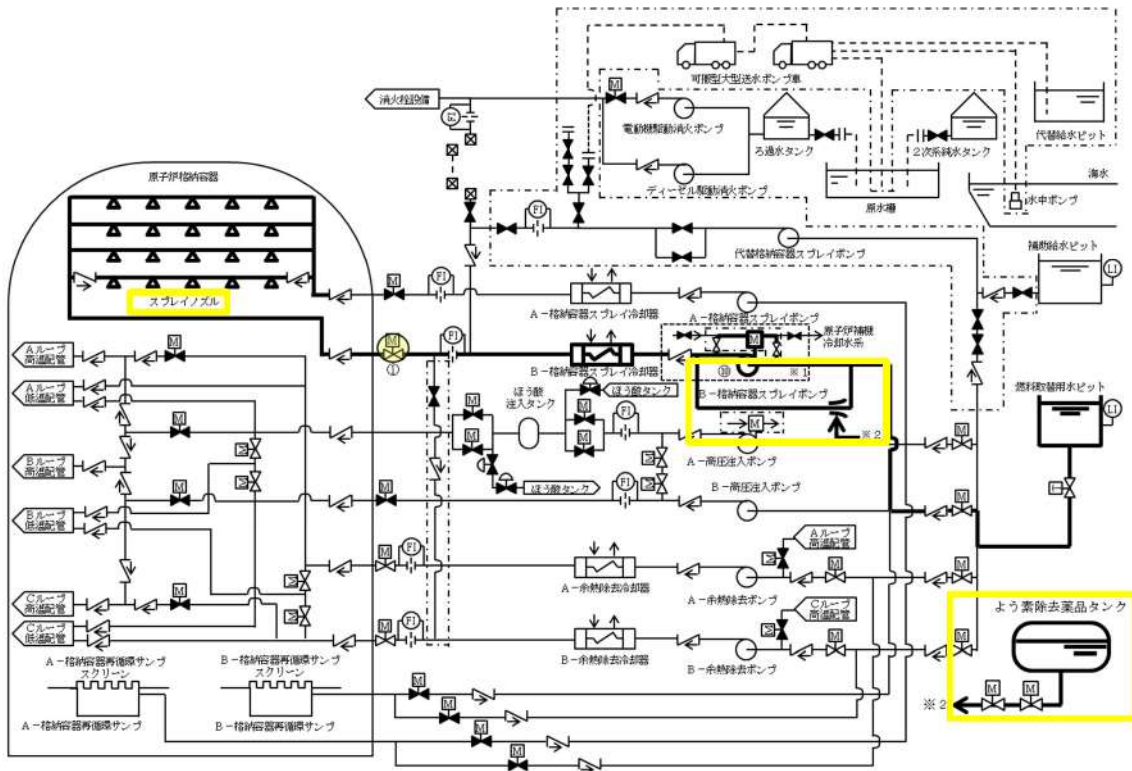 可搬型大型送水ポンプ車
消火栓設備
M
FI
電動機駆動消火ポンプ
ろ過水タンク
2次系純水タンク
代替給水ピット
海水
ディーゼル駆動消火ポンプ
原水槽
水中ポンプ
原子炉格納容器
FI
代替格納容器スプレイポンプ
補助給水ピット
LI
スプレイノズル
M
FI
A-格納容器スプレイ冷却器
A-格納容器スプレイポンプ
原子炉補機
冷却水系
M
①
FI
B-格納容器スプレイ冷却器
M
⑩
※1
B-格納容器スプレイポンプ
燃料取替用水ピット
LI
Aループ
高温配管
M
Aループ
低温配管
ほう酸
注入タンク
ほう酸タンク
M
M
M
M
M
FI
M
※2
A-高圧注入ポンプ
M
Bループ
高温配管
M
M
M
ほう酸タンク
M
M
FI
B-高圧注入ポンプ
M
Bループ
低温配管
M
M
FI
A-余熱除去冷却器
A-余熱除去ポンプ
Aループ
高温配管
M
M
M
Cループ
高温配管
M
M
Cループ
低温配管
M
FI
B-余熱除去冷却器
B-余熱除去ポンプ
Cループ
高温配管
M
M
M
よう素除去薬品タンク
M
M
※2
A-格納容器再循環サンプ
スクリーン
B-格納容器再循環サンプ
スクリーン
A-格納容器再循環サンプ
B-格納容器再循環サンプ
M
M
M
M